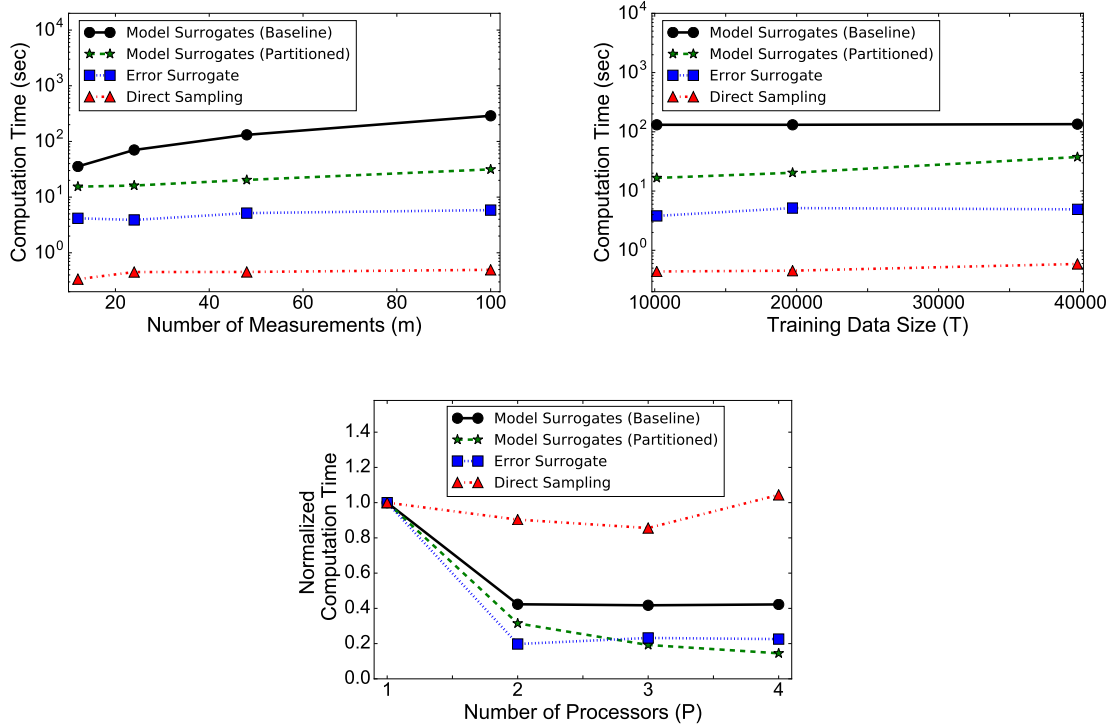 Computation Time (sec)
10^4
10^3
10^2
10^1
10^0
Model Surrogates (Baseline)
Model Surrogates (Partitioned)
Error Surrogate
Direct Sampling
20 40 60 80 100
Number of Measurements (m)
Computation Time (sec)
10^4
10^3
10^2
10^1
10^0
Model Surrogates (Baseline)
Model Surrogates (Partitioned)
Error Surrogate
Direct Sampling
10000 20000 30000 40000
Training Data Size (T)
Normalized
Computation Time
1.4
1.2
1.0
0.8
0.6
0.4
0.2
0.0
Model Surrogates (Baseline)
Model Surrogates (Partitioned)
Error Surrogate
Direct Sampling
1 2 3 4
Number of Processors (P)